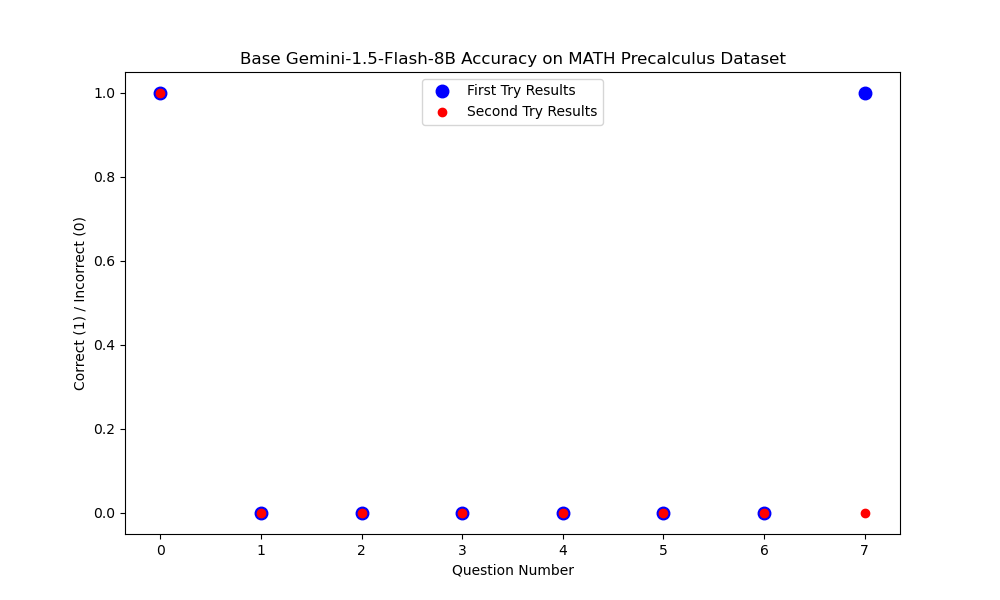 Base Gemini-1.5-Flash-8B Accuracy on MATH Precalculus Dataset
First Try Results
Second Try Results
Correct (1) / Incorrect (0)
1.0
0.8
0.6
0.4
0.2
0.0
0 1 2 3 4 5 6 7
Question Number